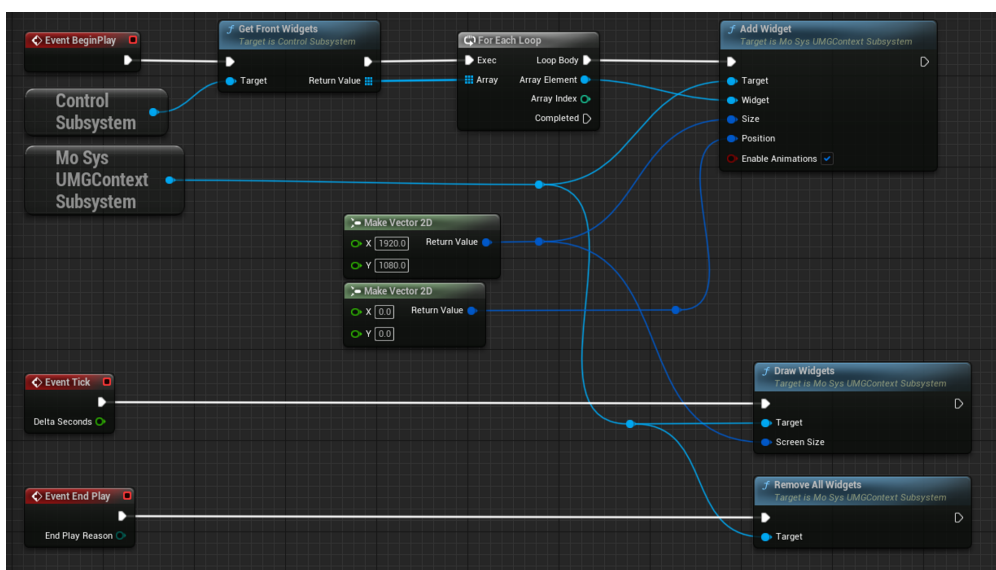 Event BeginPlay
Get Front Widgets
Target is Control Subsystem
Target
Return Value
For Each Loop
Exec
Loop Body
Array
Array Element
Array Index
Completed
Add Widget
Target is Mo Sys UMGContext Subsystem
Target
Widget
Size
Position
Enable Animations
Control
Subsystem
Mo Sys
UMGContext
Subsystem
Make Vector 2D
X 1920.0
Return Value
Y 1080.0
Make Vector 2D
X 0.0
Return Value
Y 0.0
Event Tick
Delta Seconds
Draw Widgets
Target is Mo Sys UMGContext Subsystem
Target
Screen Size
Event End Play
End Play Reason
Remove All Widgets
Target is Mo Sys UMGContext Subsystem
Target